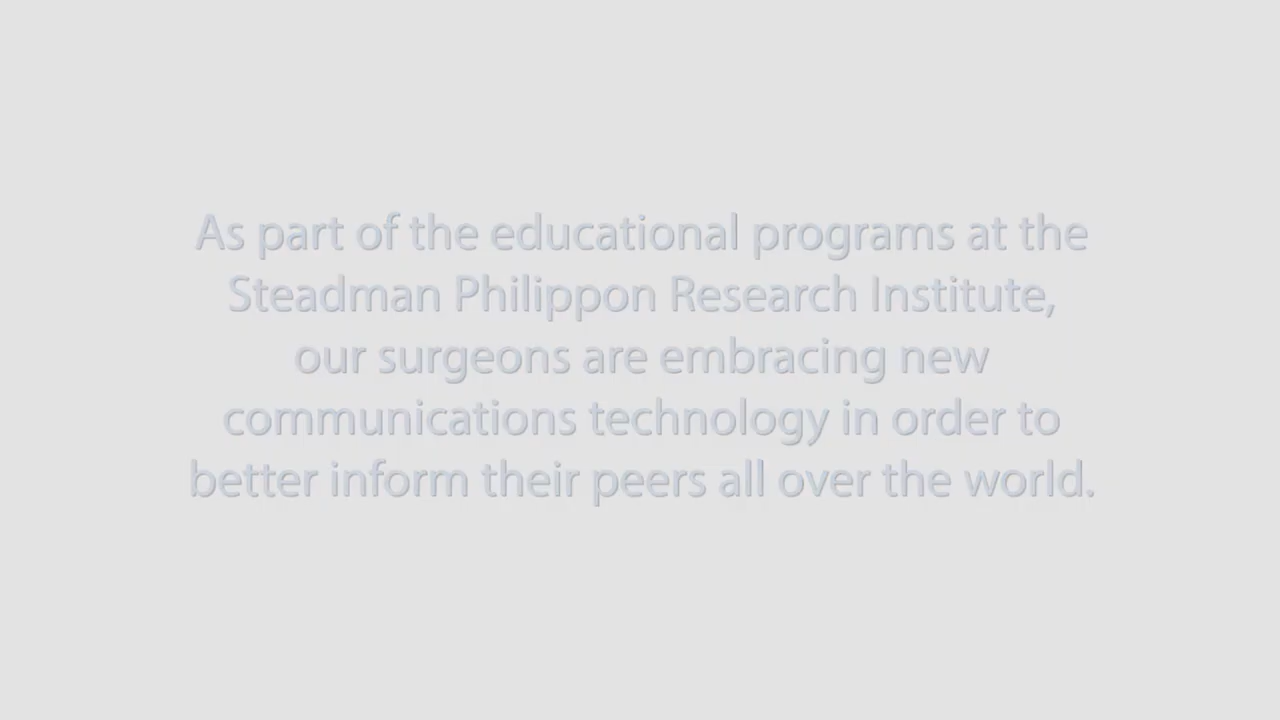 As part of the educational programs at the
Steadman Philippon Research Institute,
our surgeons are embracing new
communications technology in order to
better inform their peers all over the world.